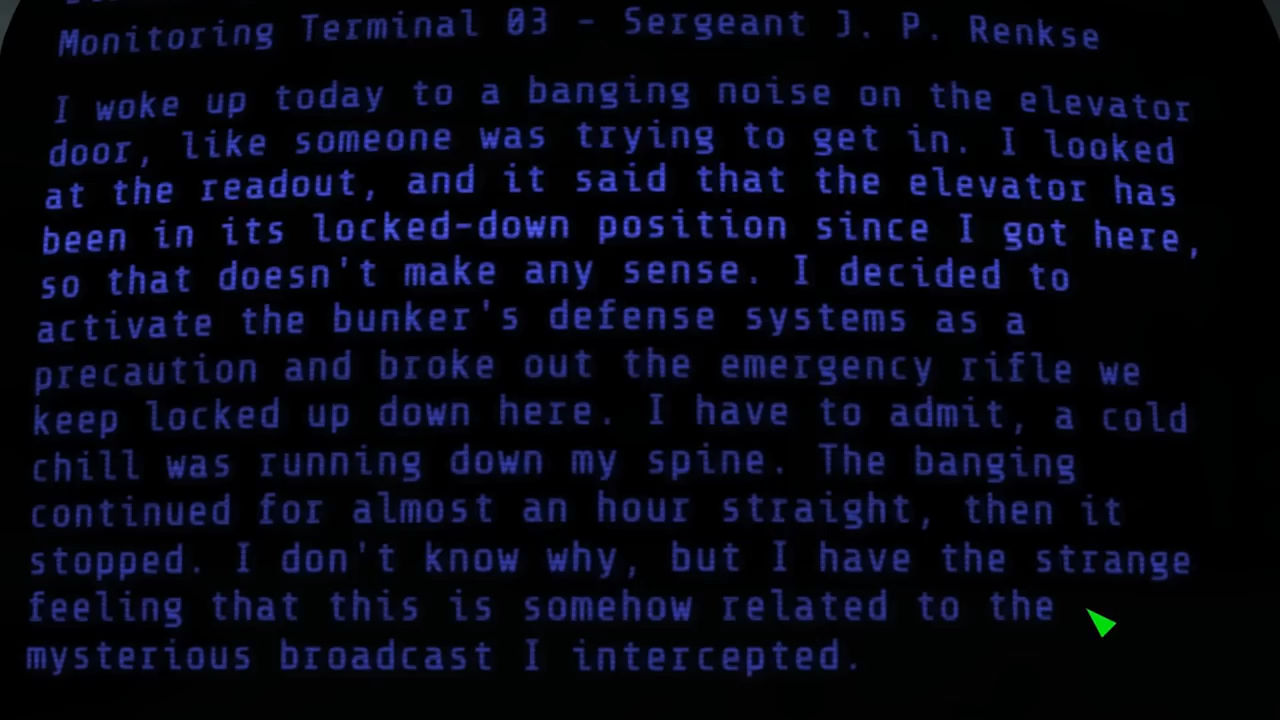 Monitoring Terminal 03 - Sergeant J. P. Renkse
I woke up today to a banging noise on the elevator
door, like someone was trying to get in. I looked
at the readout, and it said that the elevator has
been in its locked-down position since I got here,
so that doesn't make any sense. I decided to
activate the bunker's defense systems as a
precaution and broke out the emergency rifle we
keep locked up down here. I have to admit, a cold
chill was running down my spine. The banging
continued for almost an hour straight, then it
stopped. I don't know why, but I have the strange
feeling that this is somehow related to the
mysterious broadcast I intercepted.